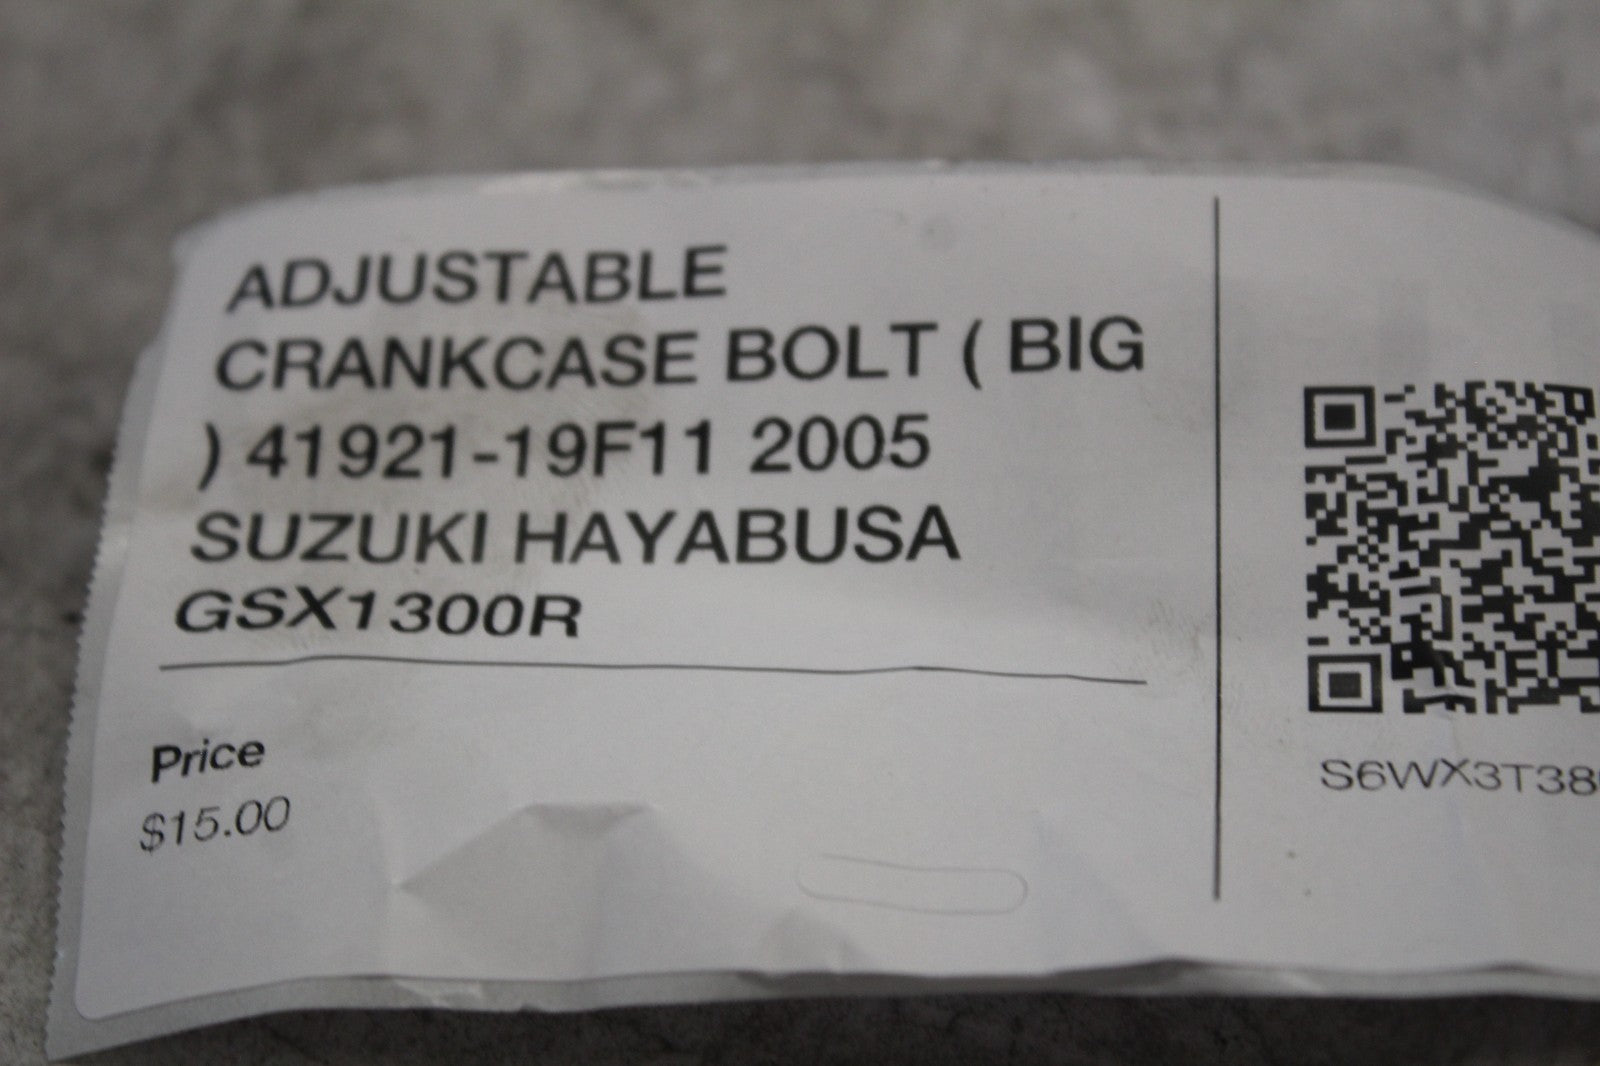 ADJUSTABLE
CRANKCASE BOLT ( BIG
) 41921-19F11 2005
SUZUKI HAYABUSA
GSX1300R
Price
$15.00
S6WX3T38